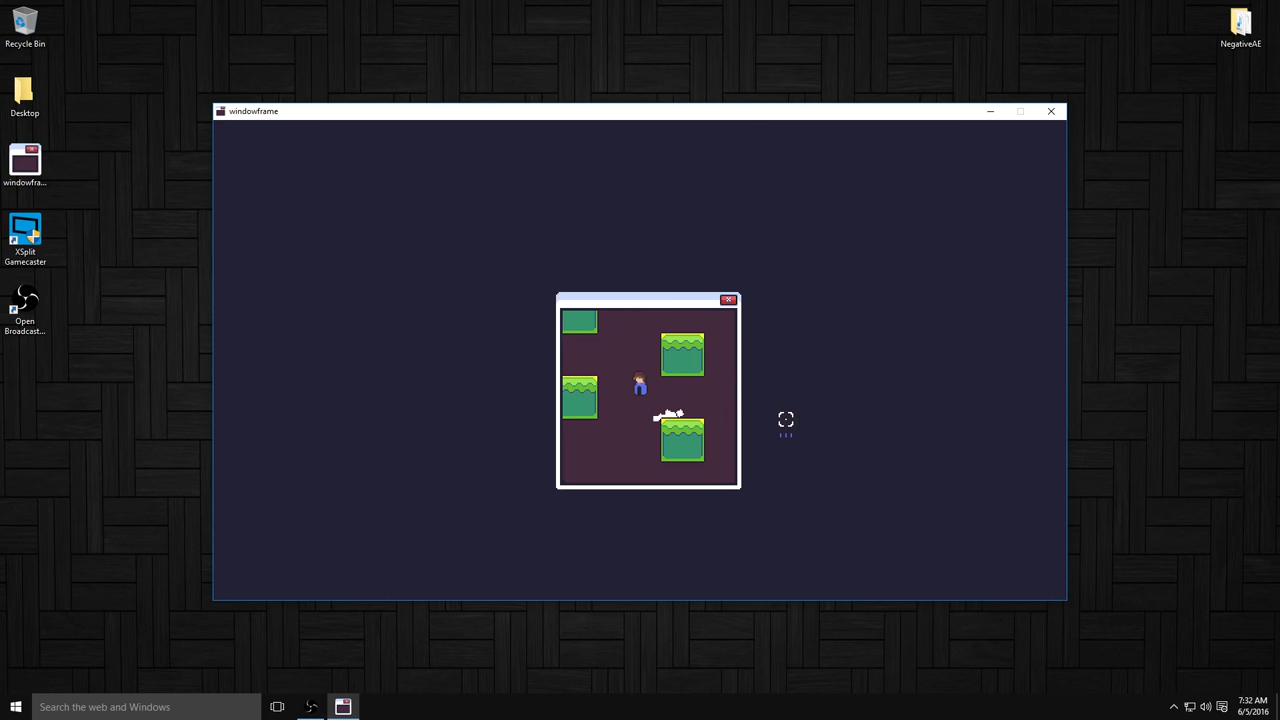 Recycle Bin
NegativeAE
Desktop
windowframe
windowfra...
XSplit
Gamecaster
Open
Broadcast...
Search the web and Windows
7:32 AM
6/5/2016